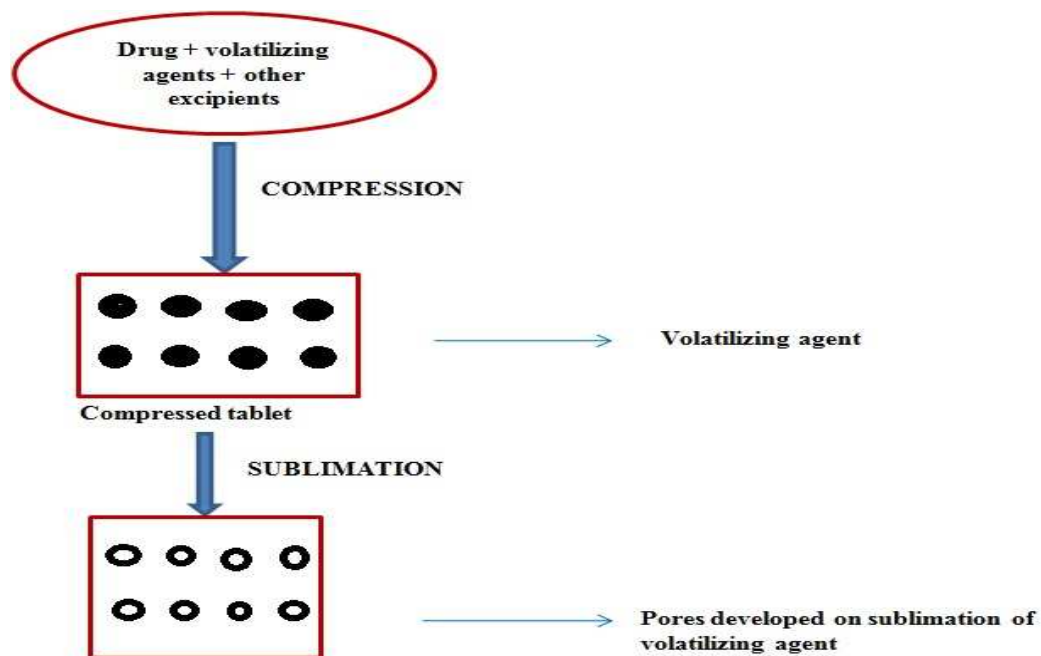 Drug + volatilizing
agents + other
excipients
COMPRESSION
Volatilizing agent
Compressed tablet
SUBLIMATION
Pores developed on sublimation of
volatilizing agent